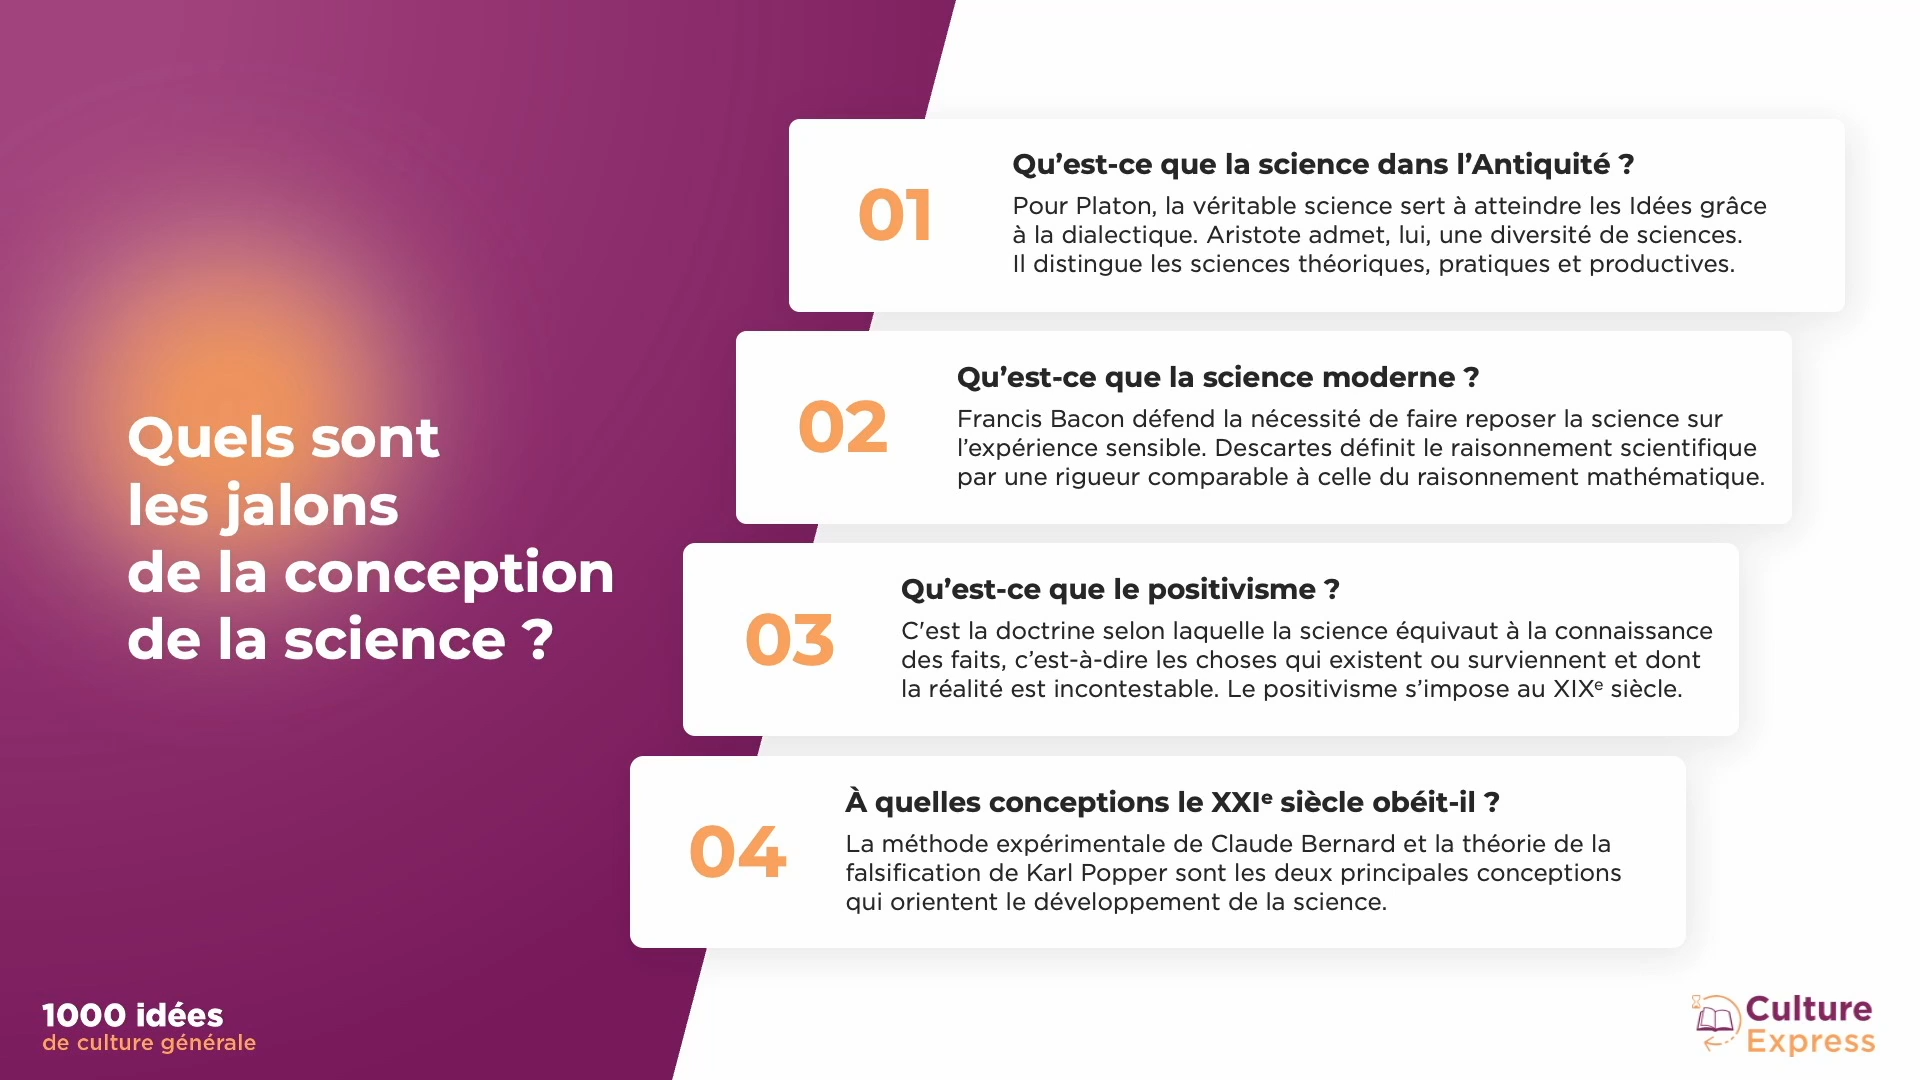 Quels sont
les jalons
de la conception
de la science ?
01
Qu’est-ce que la science dans l’Antiquité ?
Pour Platon, la véritable science sert à atteindre les Idées grâce
à la dialectique. Aristote admet, lui, une diversité de sciences.
Il distingue les sciences théoriques, pratiques et productives.
02
Qu’est-ce que la science moderne ?
Francis Bacon défend la nécessité de faire reposer la science sur
l’expérience sensible. Descartes définit le raisonnement scientifique
par une rigueur comparable à celle du raisonnement mathématique.
03
Qu’est-ce que le positivisme ?
C'est la doctrine selon laquelle la science équivaut à la connaissance
des faits, c’est-à-dire les choses qui existent ou surviennent et dont
la réalité est incontestable. Le positivisme s’impose au XIXᵉ siècle.
04
À quelles conceptions le XXIᵉ siècle obéit-il ?
La méthode expérimentale de Claude Bernard et la théorie de la
falsification de Karl Popper sont les deux principales conceptions
qui orientent le développement de la science.
1000 idées
de culture générale
Culture
Express